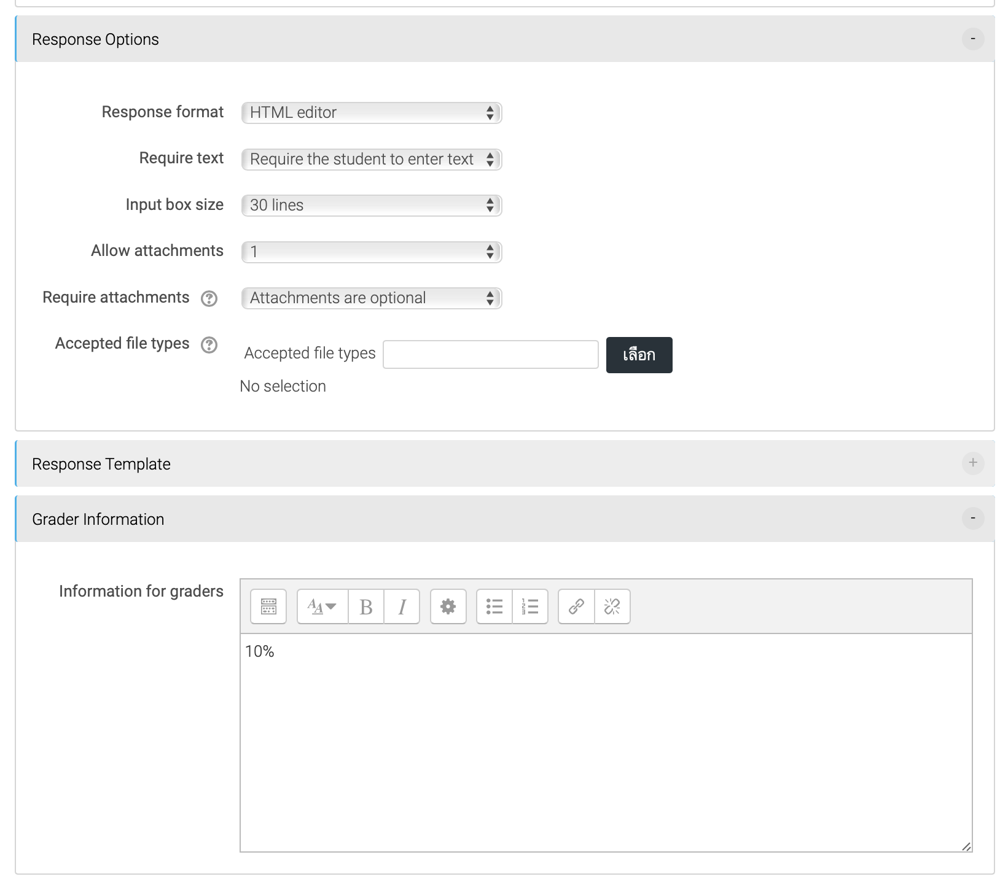 Response Options
-
Response format
HTML editor
Require text
Require the student to enter text
Input box size
30 lines
Allow attachments
1
Require attachments
?
Attachments are optional
Accepted file types
?
Accepted file types
เลือก
No selection
Response Template
+
Grader Information
-
Information for graders
AA
B
I
10%